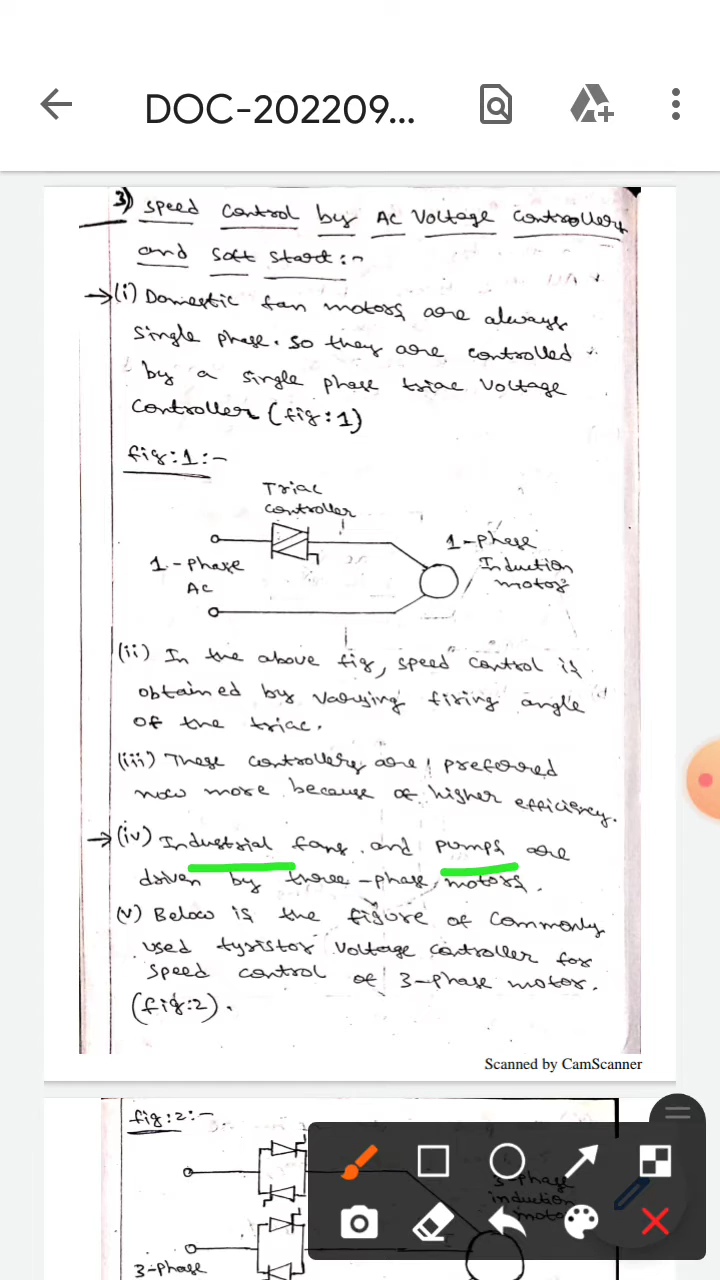 DOC-202209...
3) Speed Control by AC Voltage Controllers
and Soft Start:-
→(i) Domestic fan motors are always
Single phase. So they are controlled
by a single phase triac voltage
Controller (fig:1)
fig:1:-
Triac
Controller
1-phase
1-phase
Induction
AC
motor
(ii) In the above fig, speed control is
obtained by varying firing angle
of the triac.
(iii) These controllers are preferred
now more because of higher efficiency.
→(iv) Industrial fans and pumps are
driven by three-phase motors.
(v) Below is the figure of commonly
used tyristor voltage controller for
speed control of 3-phase motor.
(fig:2).
Scanned by CamScanner
fig:2:-
3-phase
induction
motor
3-phase